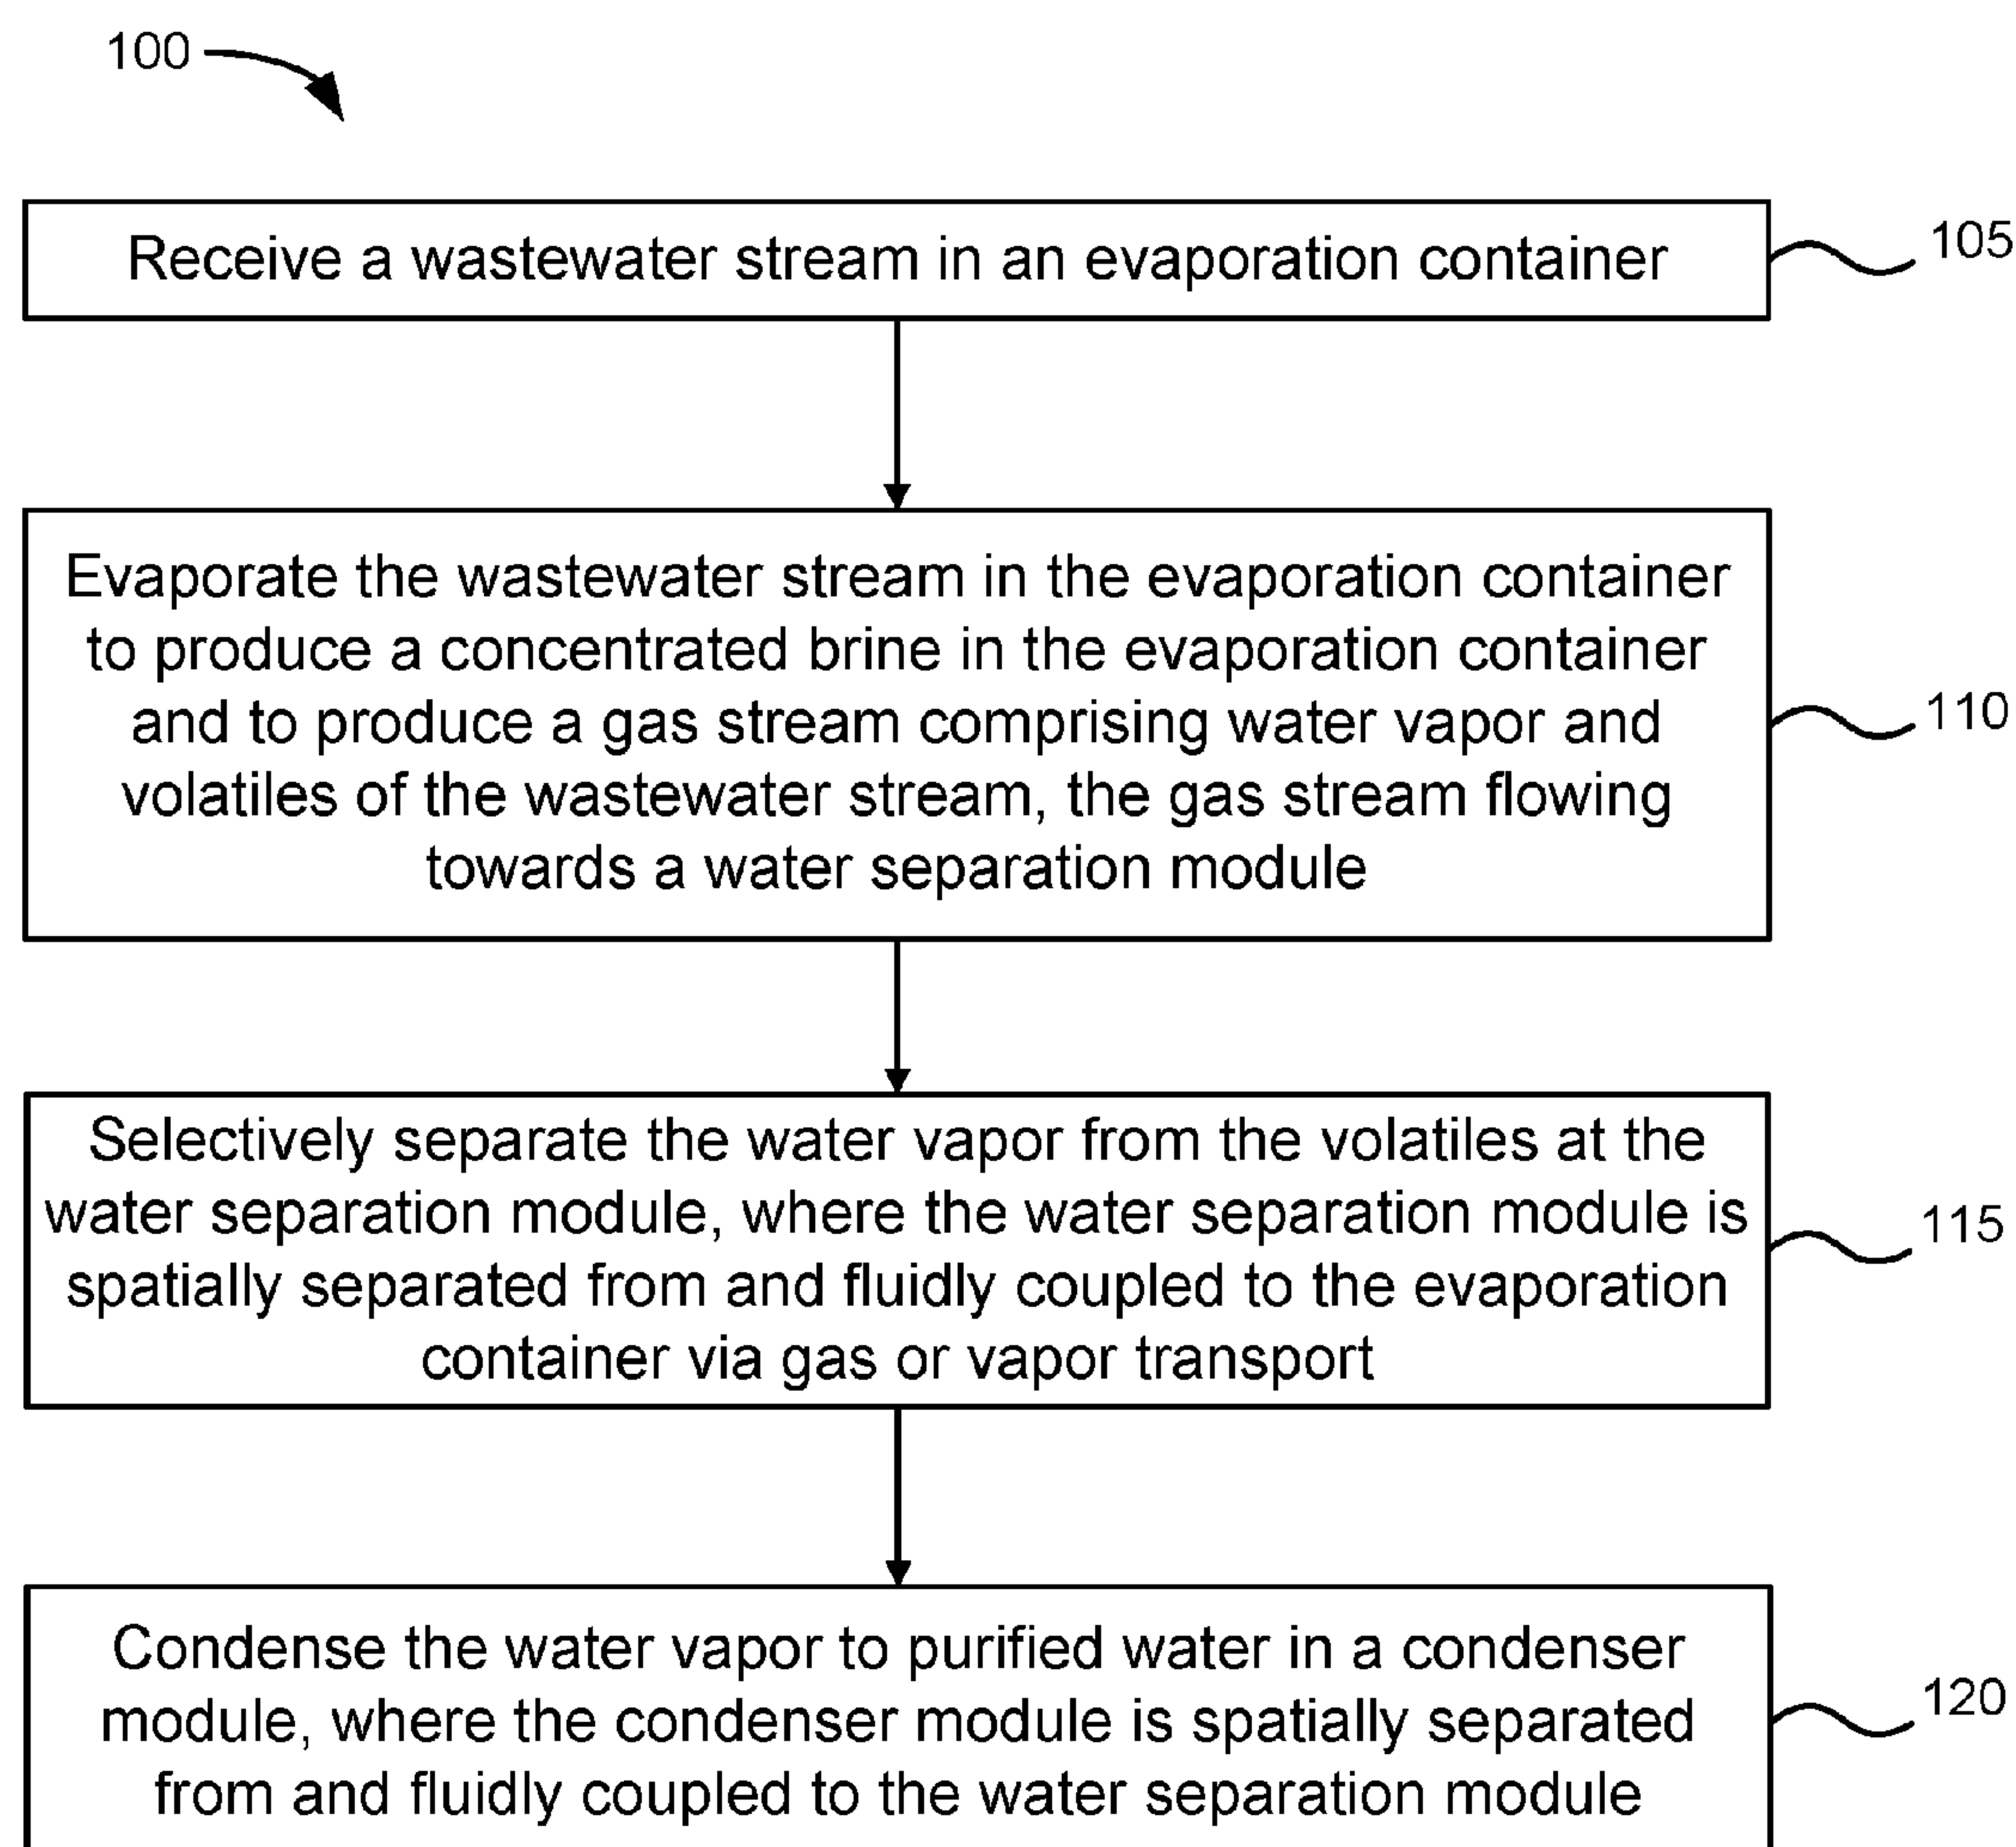 100
Receive a wastewater stream in an evaporation container
105
Evaporate the wastewater stream in the evaporation container
to produce a concentrated brine in the evaporation container
and to produce a gas stream comprising water vapor and
volatiles of the wastewater stream, the gas stream flowing
towards a water separation module
110
Selectively separate the water vapor from the volatiles at the
water separation module, where the water separation module is
spatially separated from and fluidly coupled to the evaporation
container via gas or vapor transport
115
Condense the water vapor to purified water in a condenser
module, where the condenser module is spatially separated
from and fluidly coupled to the water separation module
120